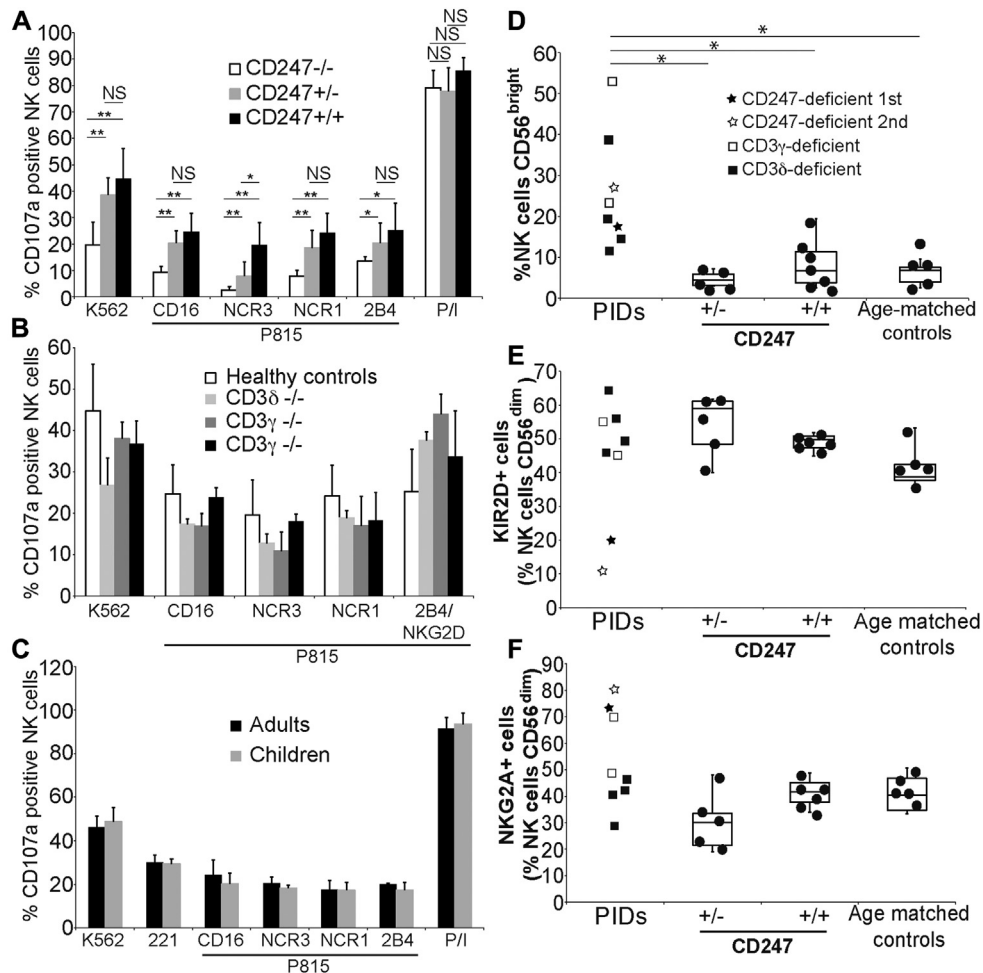 A
% CD107a positive NK cells
100
90
80
70
60
50
40
30
20
10
0
CD247-/-
CD247+/-
CD247+/+
NS
**
**
NS
**
**
*
**
**
NS
**
**
NS
*
*
NS
NS
NS
K562
CD16
NCR3
NCR1
2B4
P/I
P815
B
% CD107a positive NK cells
60
50
40
30
20
10
0
Healthy controls
CD3δ -/-
CD3γ -/-
CD3γ -/-
K562
CD16
NCR3
NCR1
2B4/
NKG2D
P815
C
% CD107a positive NK cells
120
100
80
60
40
20
0
Adults
Children
K562
221
CD16
NCR3
NCR1
2B4
P/I
P815
D
%NK cells CD56bright
60
50
40
30
20
10
0
*
*
*
CD247-deficient 1st
CD247-deficient 2nd
CD3γ-deficient
CD3δ-deficient
PIDs
+/-
+/+
Age-matched
controls
CD247
E
KIR2D+ cells
(% NK cells CD56dim )
70
60
50
40
30
20
10
0
PIDs
+/-
+/+
Age matched
controls
CD247
F
NKG2A+ cells
(% NK cells CD56dim)
90
80
70
60
50
40
30
20
10
0
PIDs
+/-
+/+
Age matched
controls
CD247